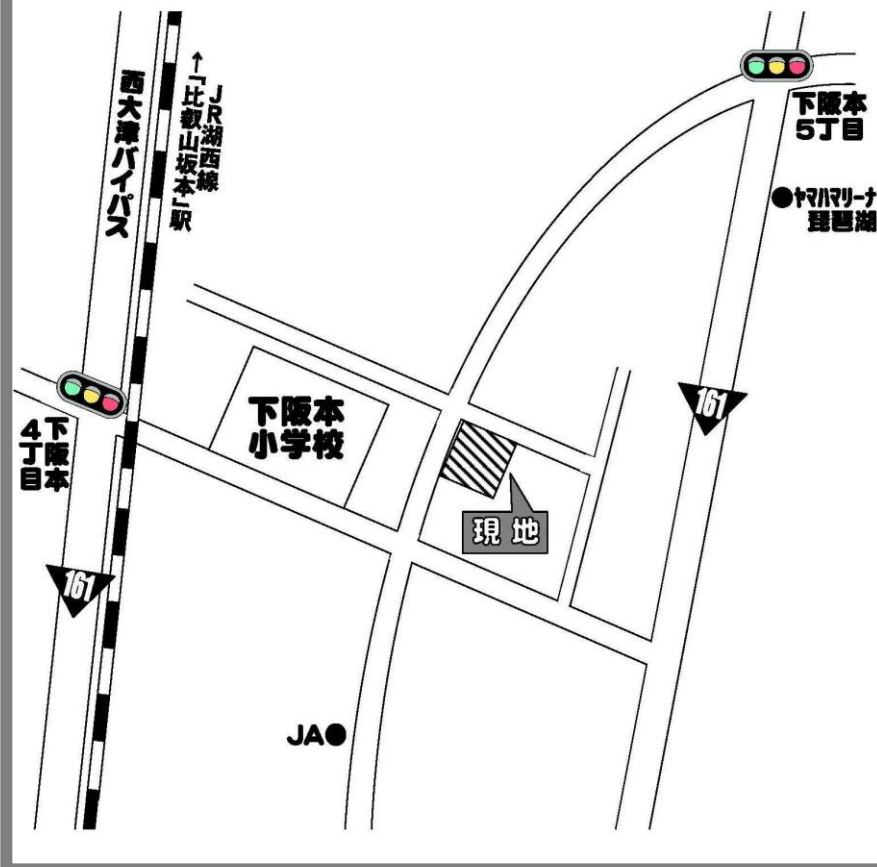 西大津バイパス
JR湖西線
↑「比叡山坂本」駅
下阪本
5丁目
●ヤマハマリーナ
琵琶湖
161
下阪本
4丁目
下阪本
小学校
現地
161
JA●